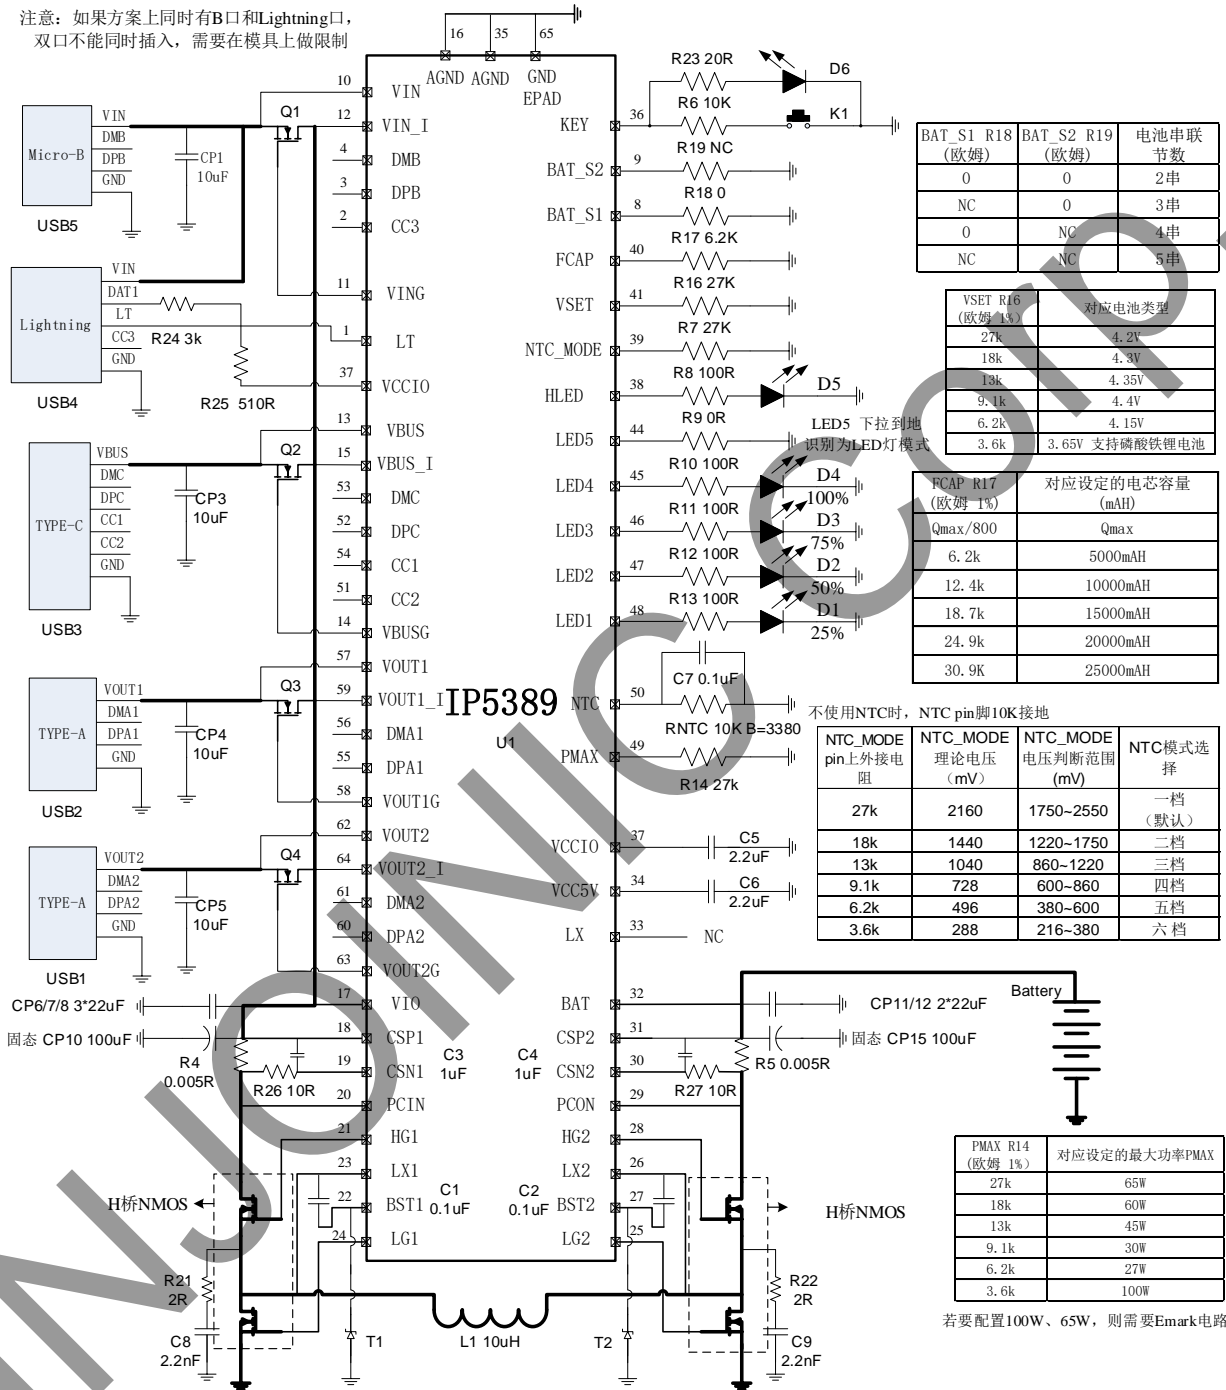 注意：如果方案上同时有B口和Lightning口，
双口不能同时插入，需要在模具上做限制
16
35
65
AGND
AGND
GND
EPAD
Micro-B
VIN
DMB
DPB
GND
USB5
CP1
10uF
Q1
Lightning
VIN
DAT1
LT
CC3
GND
USB4
R24 3k
R25 510R
TYPE-C
VBUS
DMC
DPC
CC1
CC2
GND
USB3
CP3
10uF
Q2
TYPE-A
VOUT1
DMA1
DPA1
GND
USB2
CP4
10uF
Q3
TYPE-A
VOUT2
DMA2
DPA2
GND
USB1
CP5
10uF
Q4
CP6/7/8 3*22uF
固态 CP10 100uF
R4
0.005R
R26 10R
10 VIN
12 VIN_I
4 DMB
3 DPB
2 CC3
11 VING
1 LT
37 VCCIO
13 VBUS
15 VBUS_I
53 DMC
52 DPC
54 CC1
51 CC2
14 VBUSG
57 VOUT1
59 VOUT1_I
56 DMA1
55 DPA1
58 VOUT1G
62 VOUT2
64 VOUT2_I
61 DMA2
60 DPA2
63 VOUT2G
17 VIO
18 CSP1
19 CSN1
20 PCIN
21 HG1
23 LX1
22 BST1
24 LG1
IP5389
U1
C3
1uF
C4
1uF
C1
0.1uF
C2
0.1uF
KEY 36
BAT_S2 9
BAT_S1 8
FCAP 40
VSET 41
NTC_MODE 39
HLED 38
LED5 44
LED4 45
LED3 46
LED2 47
LED1 48
NTC 50
PMAX 49
VCCIO 37
VCC5V 34
LX 33
BAT 32
CSP2 31
CSN2 30
PCON 29
HG2 28
LX2 26
BST2 27
LG2 25
R23 20R
D6
R6 10K
K1
R19 NC
R18 0
R17 6.2K
R16 27K
R7 27K
R8 100R
D5
R9 0R
LED5 下拉到地
识别为LED灯模式
R10 100R
D4
100%
R11 100R
D3
75%
R12 100R
D2
50%
R13 100R
D1
25%
C7 0.1uF
RNTC 10K B=3380
R14 27k
C5
2.2uF
C6
2.2uF
NC
CP11/12 2*22uF
固态 CP15 100uF
R5 0.005R
R27 10R
Battery
H桥NMOS
H桥NMOS
R21
2R
C8
2.2nF
T1
L1 10uH
T2
R22
2R
C9
2.2nF
BAT_S1 R18 BAT_S2 R19 电池串联
(欧姆) (欧姆) 节数
0 0 2串
NC 0 3串
0 NC 4串
NC NC 5串
VSET R16 对应电池类型
(欧姆 1%)
27k 4.2V
18k 4.3V
13k 4.35V
9.1k 4.4V
6.2k 4.15V
3.6k 3.65V 支持磷酸铁锂电池
FCAP R17 对应设定的电芯容量
(欧姆 1%) (mAH)
Qmax/800 Qmax
6.2k 5000mAH
12.4k 10000mAH
18.7k 15000mAH
24.9k 20000mAH
30.9K 25000mAH
不使用NTC时，NTC pin脚10K接地
NTC_MODE NTC_MODE NTC_MODE NTC模式选
pin上外接电 理论电压 电压判断范围 择
阻 （mV） (mV)
27k 2160 1750~2550 一档
（默认）
18k 1440 1220~1750 二档
13k 1040 860~1220 三档
9.1k 728 600~860 四档
6.2k 496 380~600 五档
3.6k 288 216~380 六档
PMAX R14 对应设定的最大功率PMAX
(欧姆 1%)
27k 65W
18k 60W
13k 45W
9.1k 30W
6.2k 27W
3.6k 100W
若要配置100W、65W，则需要Emark电路
INJOINIC Corp.